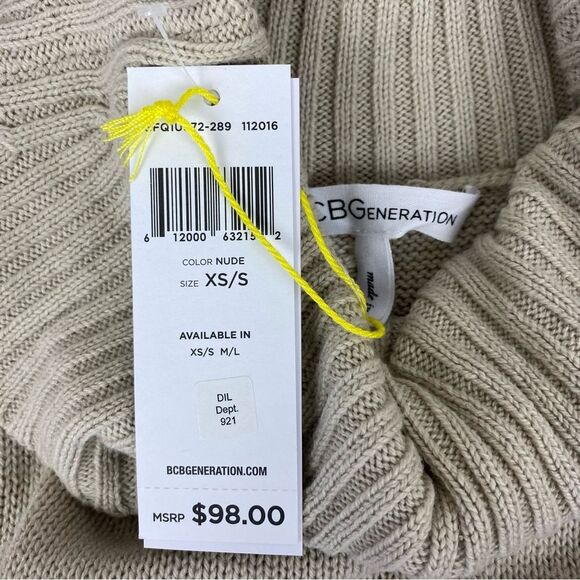 112016
6 12000 2
COLOR NUDE
SIZE XS/S
AVAILABLE IN
XS/S M/L
DIL
Dept.
921
BCBGENERATION.COM
MSRP $98.00
CBGENERATION
made